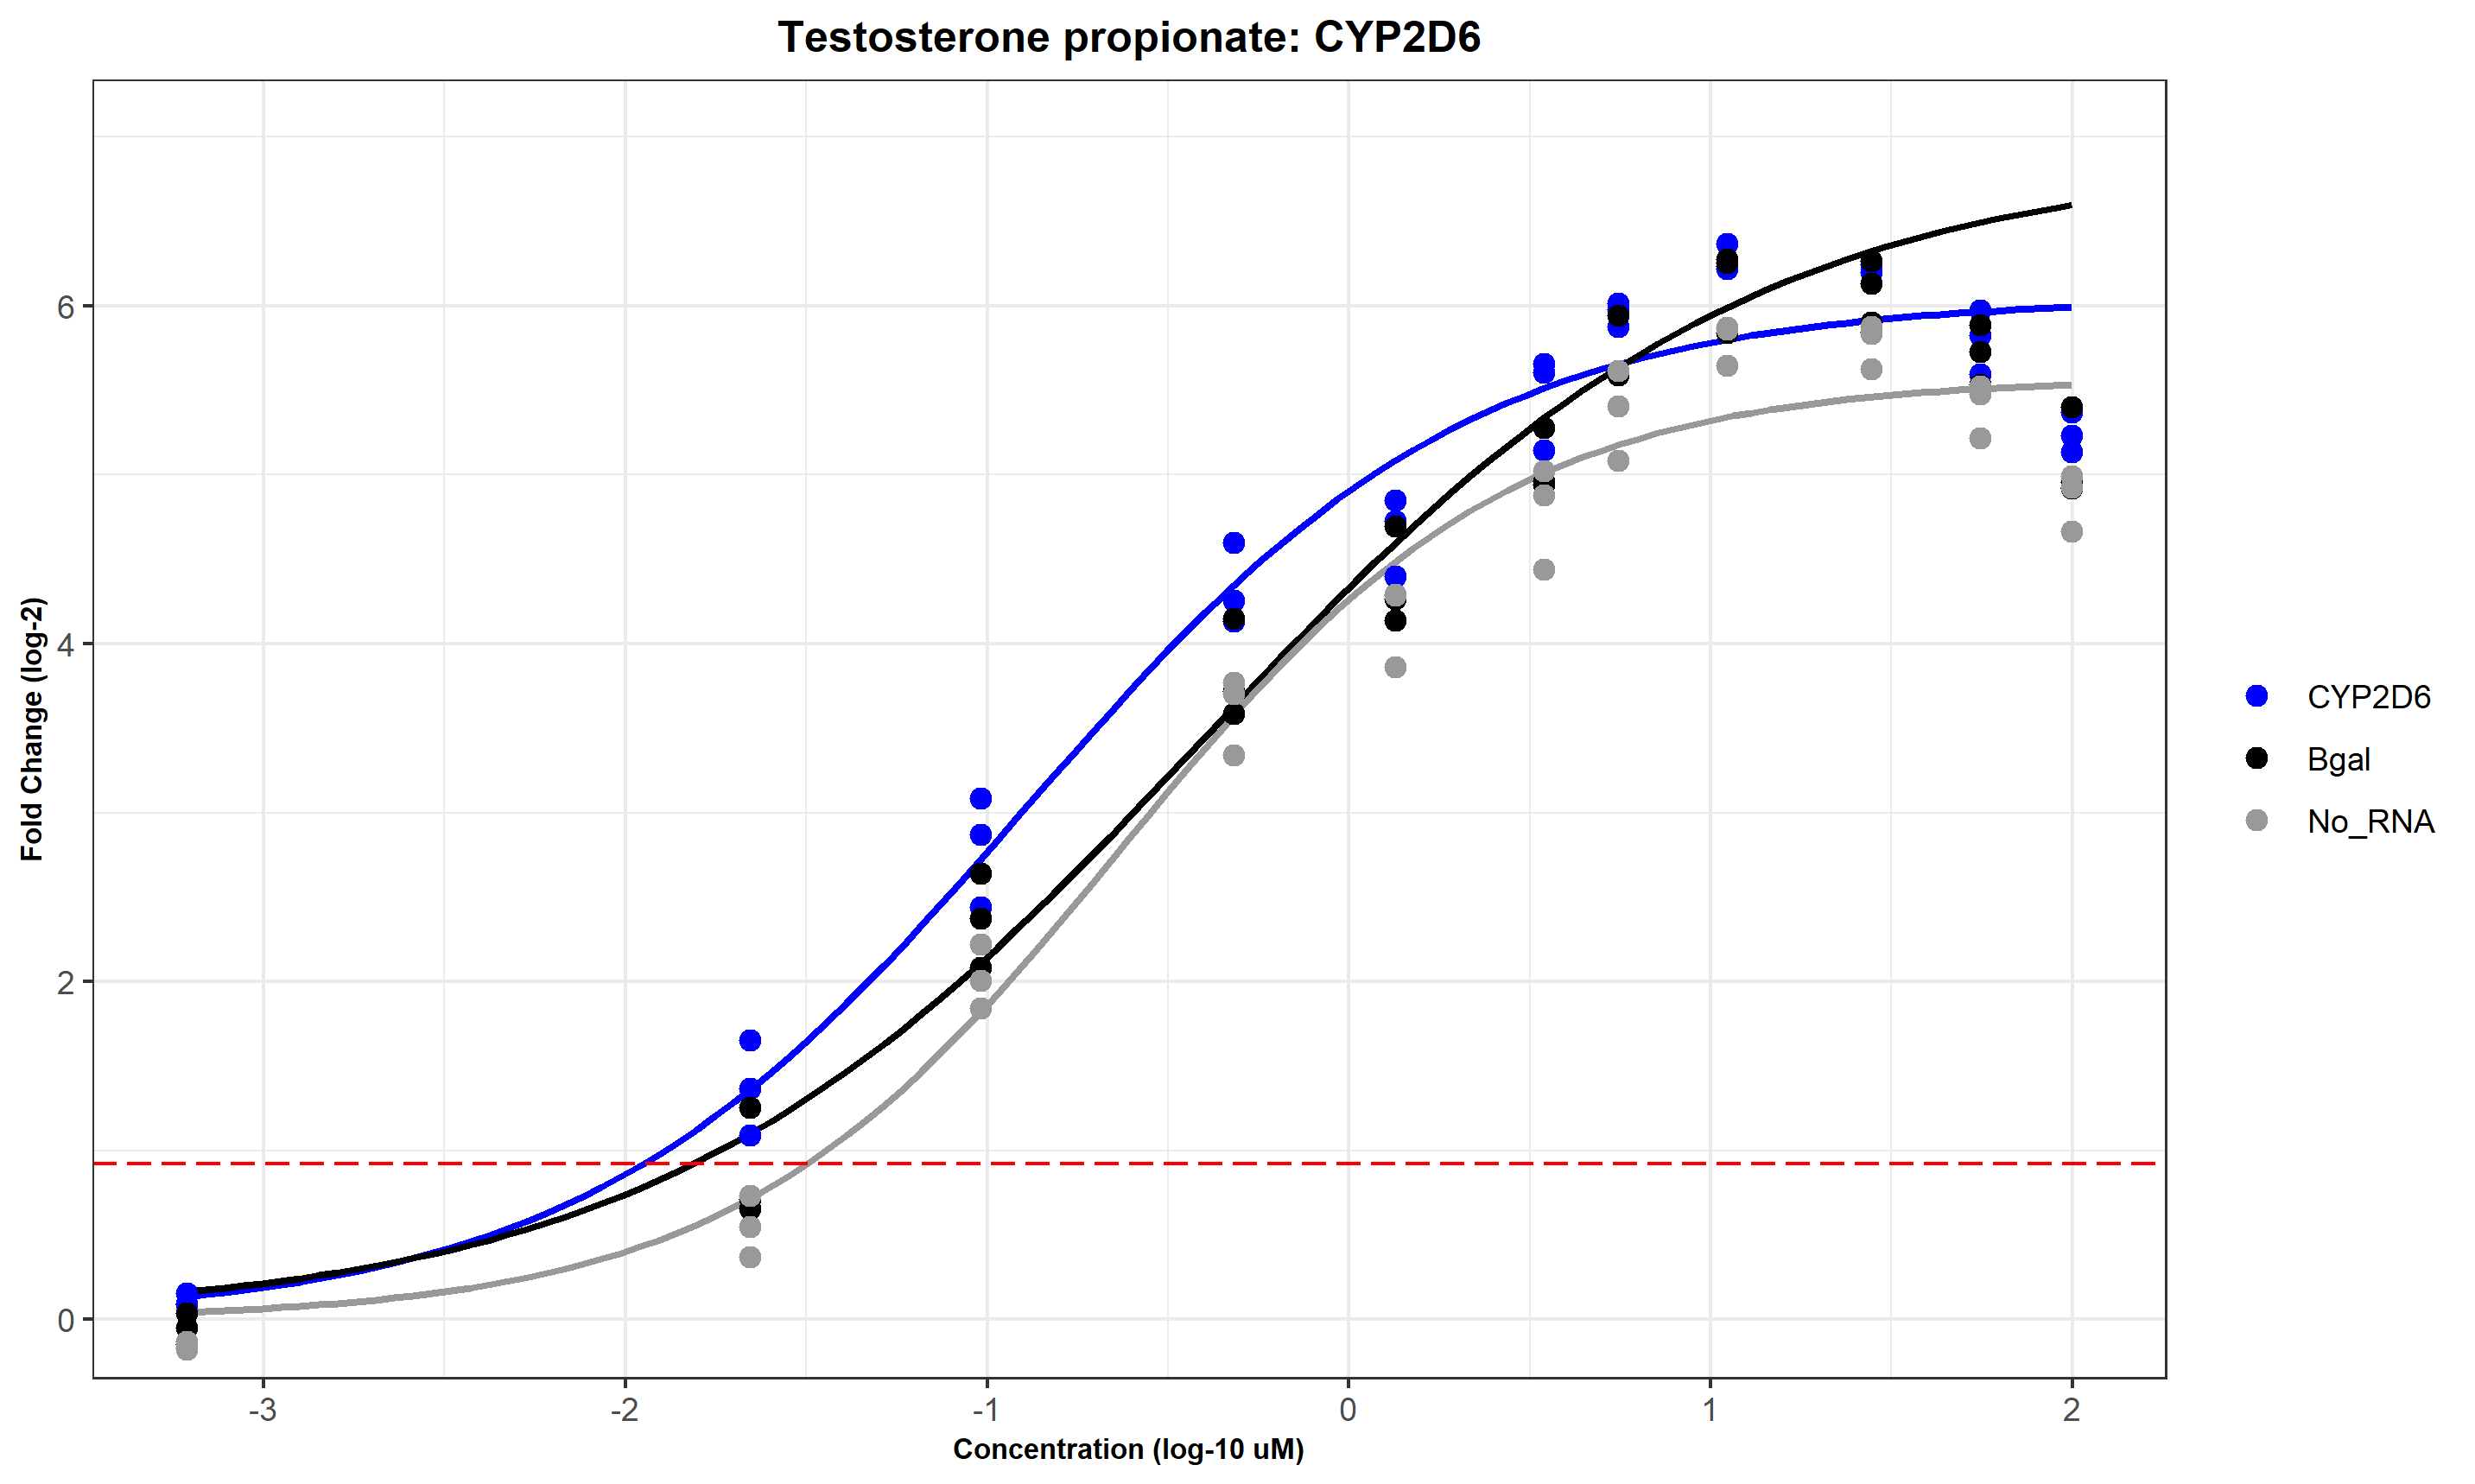 Testosterone propionate: CYP2D6
Fold Change (log-2)
6
4
2
0
-3
-2
-1
0
1
2
Concentration (log-10 uM)
CYP2D6
Bgal
No_RNA